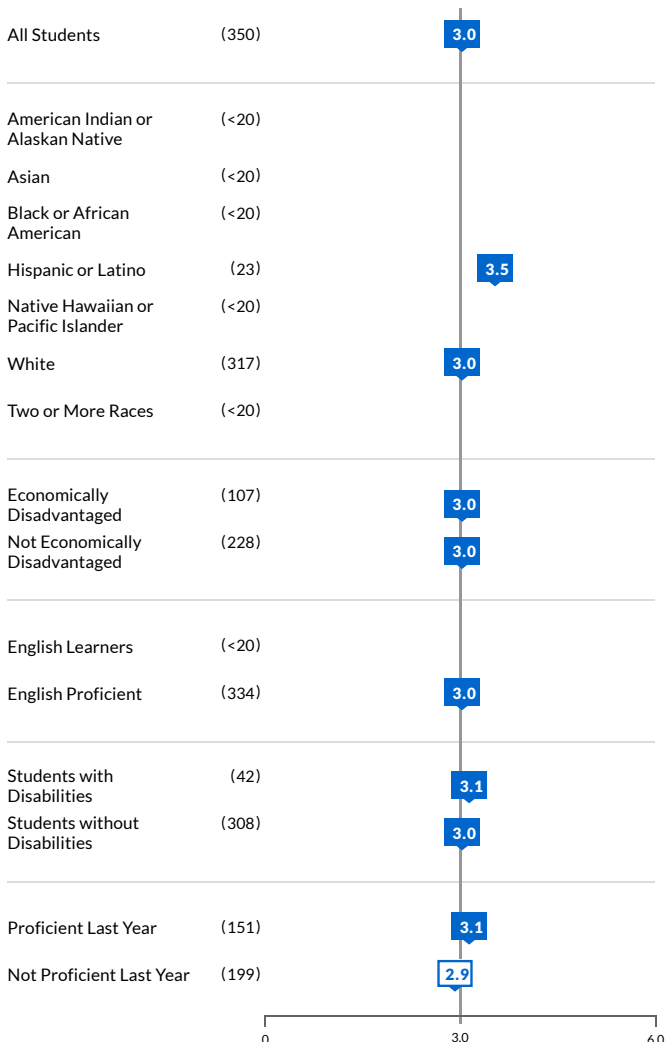 All Students (350) 3.0
American Indian or (<20)
Alaskan Native
Asian (<20)
Black or African (<20)
American
Hispanic or Latino (23) 3.5
Native Hawaiian or (<20)
Pacific Islander
White (317) 3.0
Two or More Races (<20)
Economically (107) 3.0
Disadvantaged
Not Economically (228) 3.0
Disadvantaged
English Learners (<20)
English Proficient (334) 3.0
Students with (42) 3.1
Disabilities
Students without (308) 3.0
Disabilities
Proficient Last Year (151) 3.1
Not Proficient Last Year (199) 2.9
0 3.0 6.0